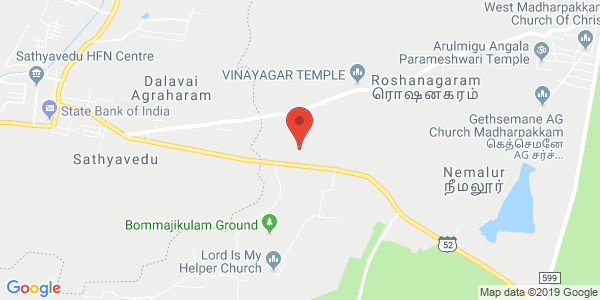 West Madharpakkam
Church Of Chris
Sathyavedu HFN Centre
Arulmigu Angala
Parameshwari Temple
VINAYAGAR TEMPLE
Dalavai
Agraharam
Roshanagaram
ரொஷனகரம்
State Bank of India
Gethsemane AG
Church Madharpakkam
கெத்செமனே
AG சர்ச்...
Sathyavedu
Nemalur
நீமலூர்
Bommajikulam Ground
52
Lord Is My
Helper Church
599
Google
Map data ©2019 Google